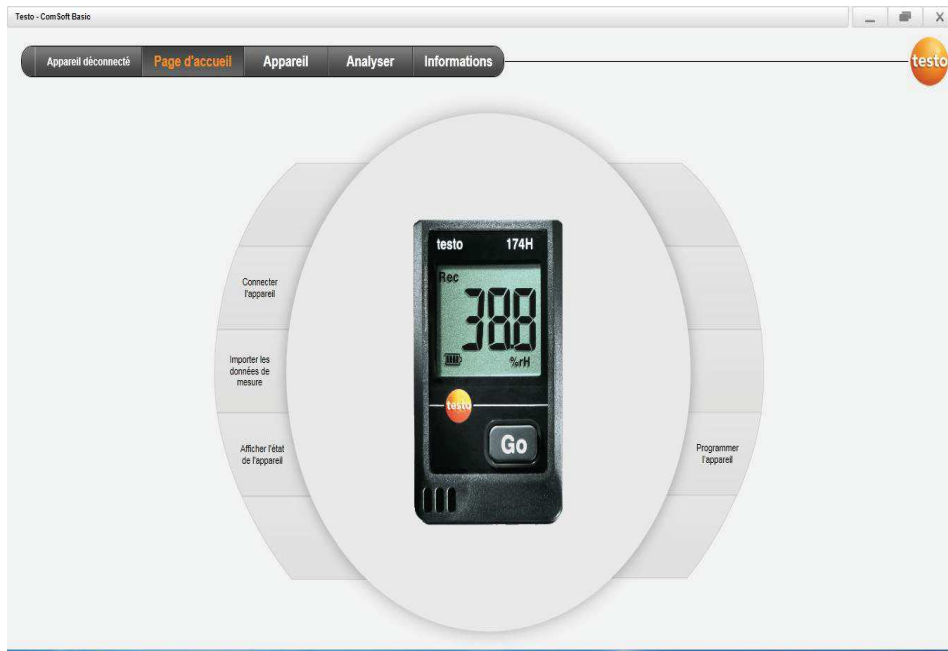 Testo - ComSoft Basic
Appareil déconnecté Page d'accueil Appareil Analyser Informations
testo
testo 174H
Rec
38.8
%rH
testo
Go
Connecter
l'appareil
Importer les
données de
mesure
Afficher l'état
de l'appareil
Programmer
l'appareil